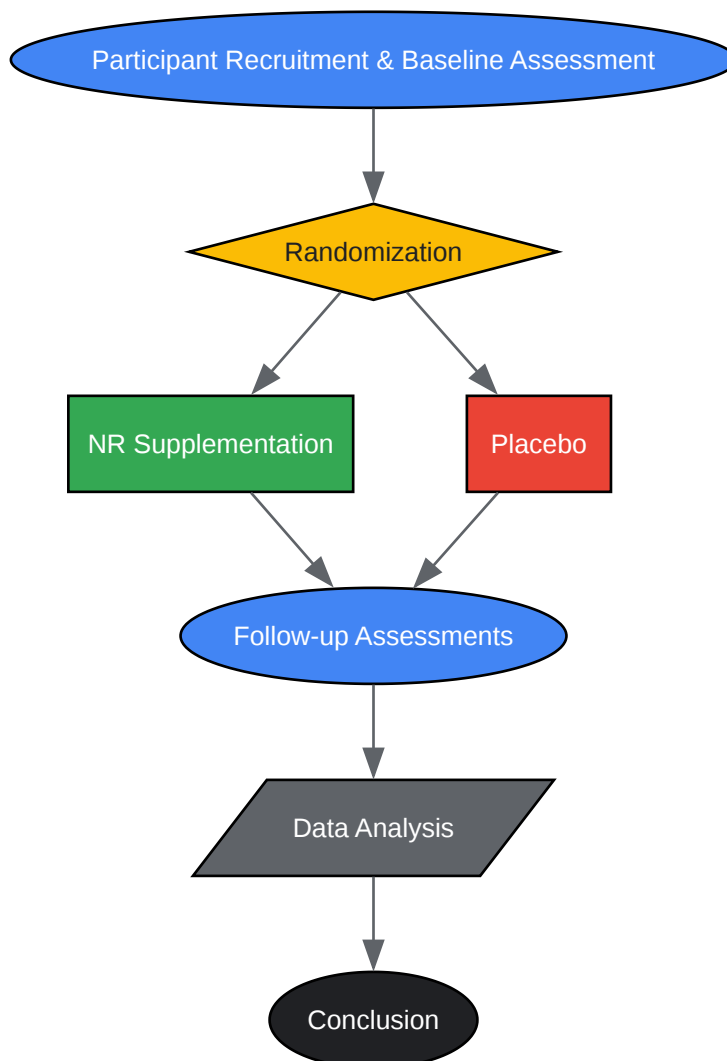 Participant Recruitment & Baseline Assessment
Randomization
NR Supplementation
Placebo
Follow-up Assessments
Data Analysis
Conclusion